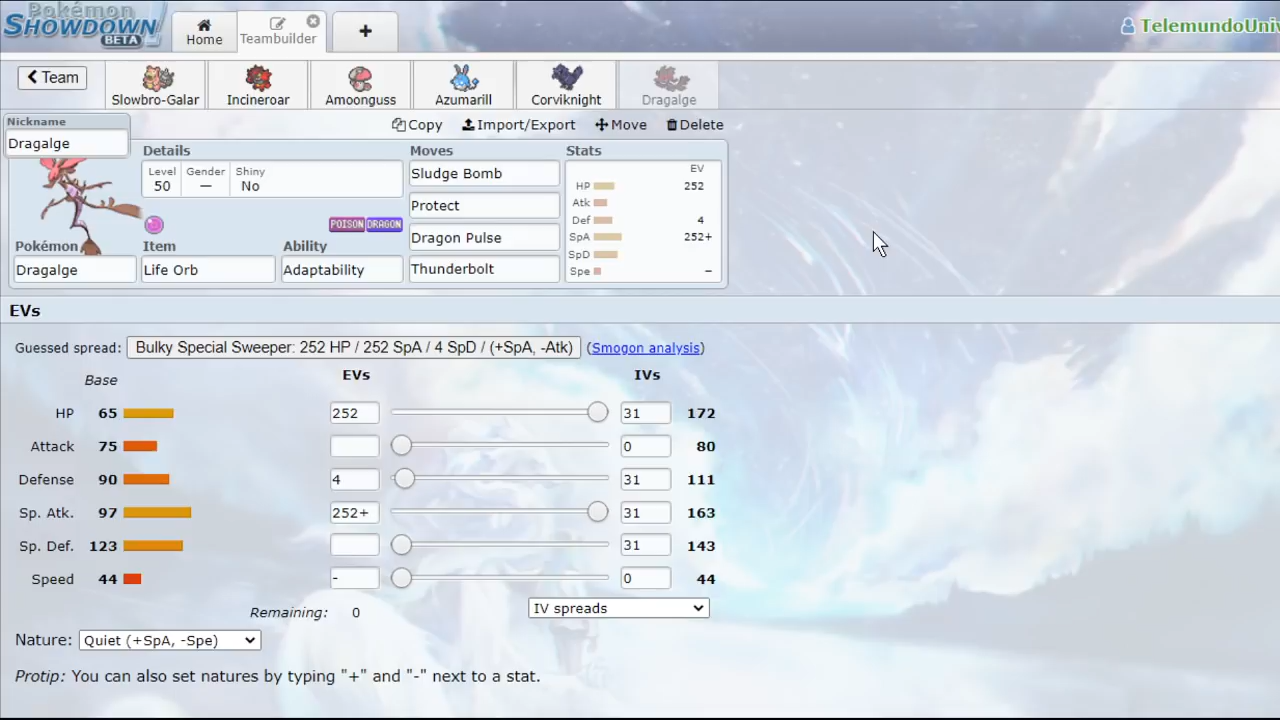 Pokémon
SHOWDOWN
BETA
Home
Teambuilder
+
TelemundoUniv
Team
Slowbro-Galar
Incineroar
Amoonguss
Azumarill
Corviknight
Dragalge
Nickname
Dragalge
Copy
Import/Export
Move
Delete
Details
Moves
Stats
Level Gender Shiny
50 — No
Sludge Bomb
Protect
Dragon Pulse
Thunderbolt
EV
HP 252
Atk
Def 4
SpA 252+
SpD
Spe –
POISON DRAGON
Pokémon Item Ability
Dragalge Life Orb Adaptability
EVs
Guessed spread: Bulky Special Sweeper: 252 HP / 252 SpA / 4 SpD / (+SpA, -Atk) (Smogon analysis)
Base EVs IVs
HP 65 252 31 172
Attack 75 0 80
Defense 90 4 31 111
Sp. Atk. 97 252+ 31 163
Sp. Def. 123 31 143
Speed 44 - 0 44
Remaining: 0 IV spreads
Nature: Quiet (+SpA, -Spe)
Protip: You can also set natures by typing "+" and "-" next to a stat.